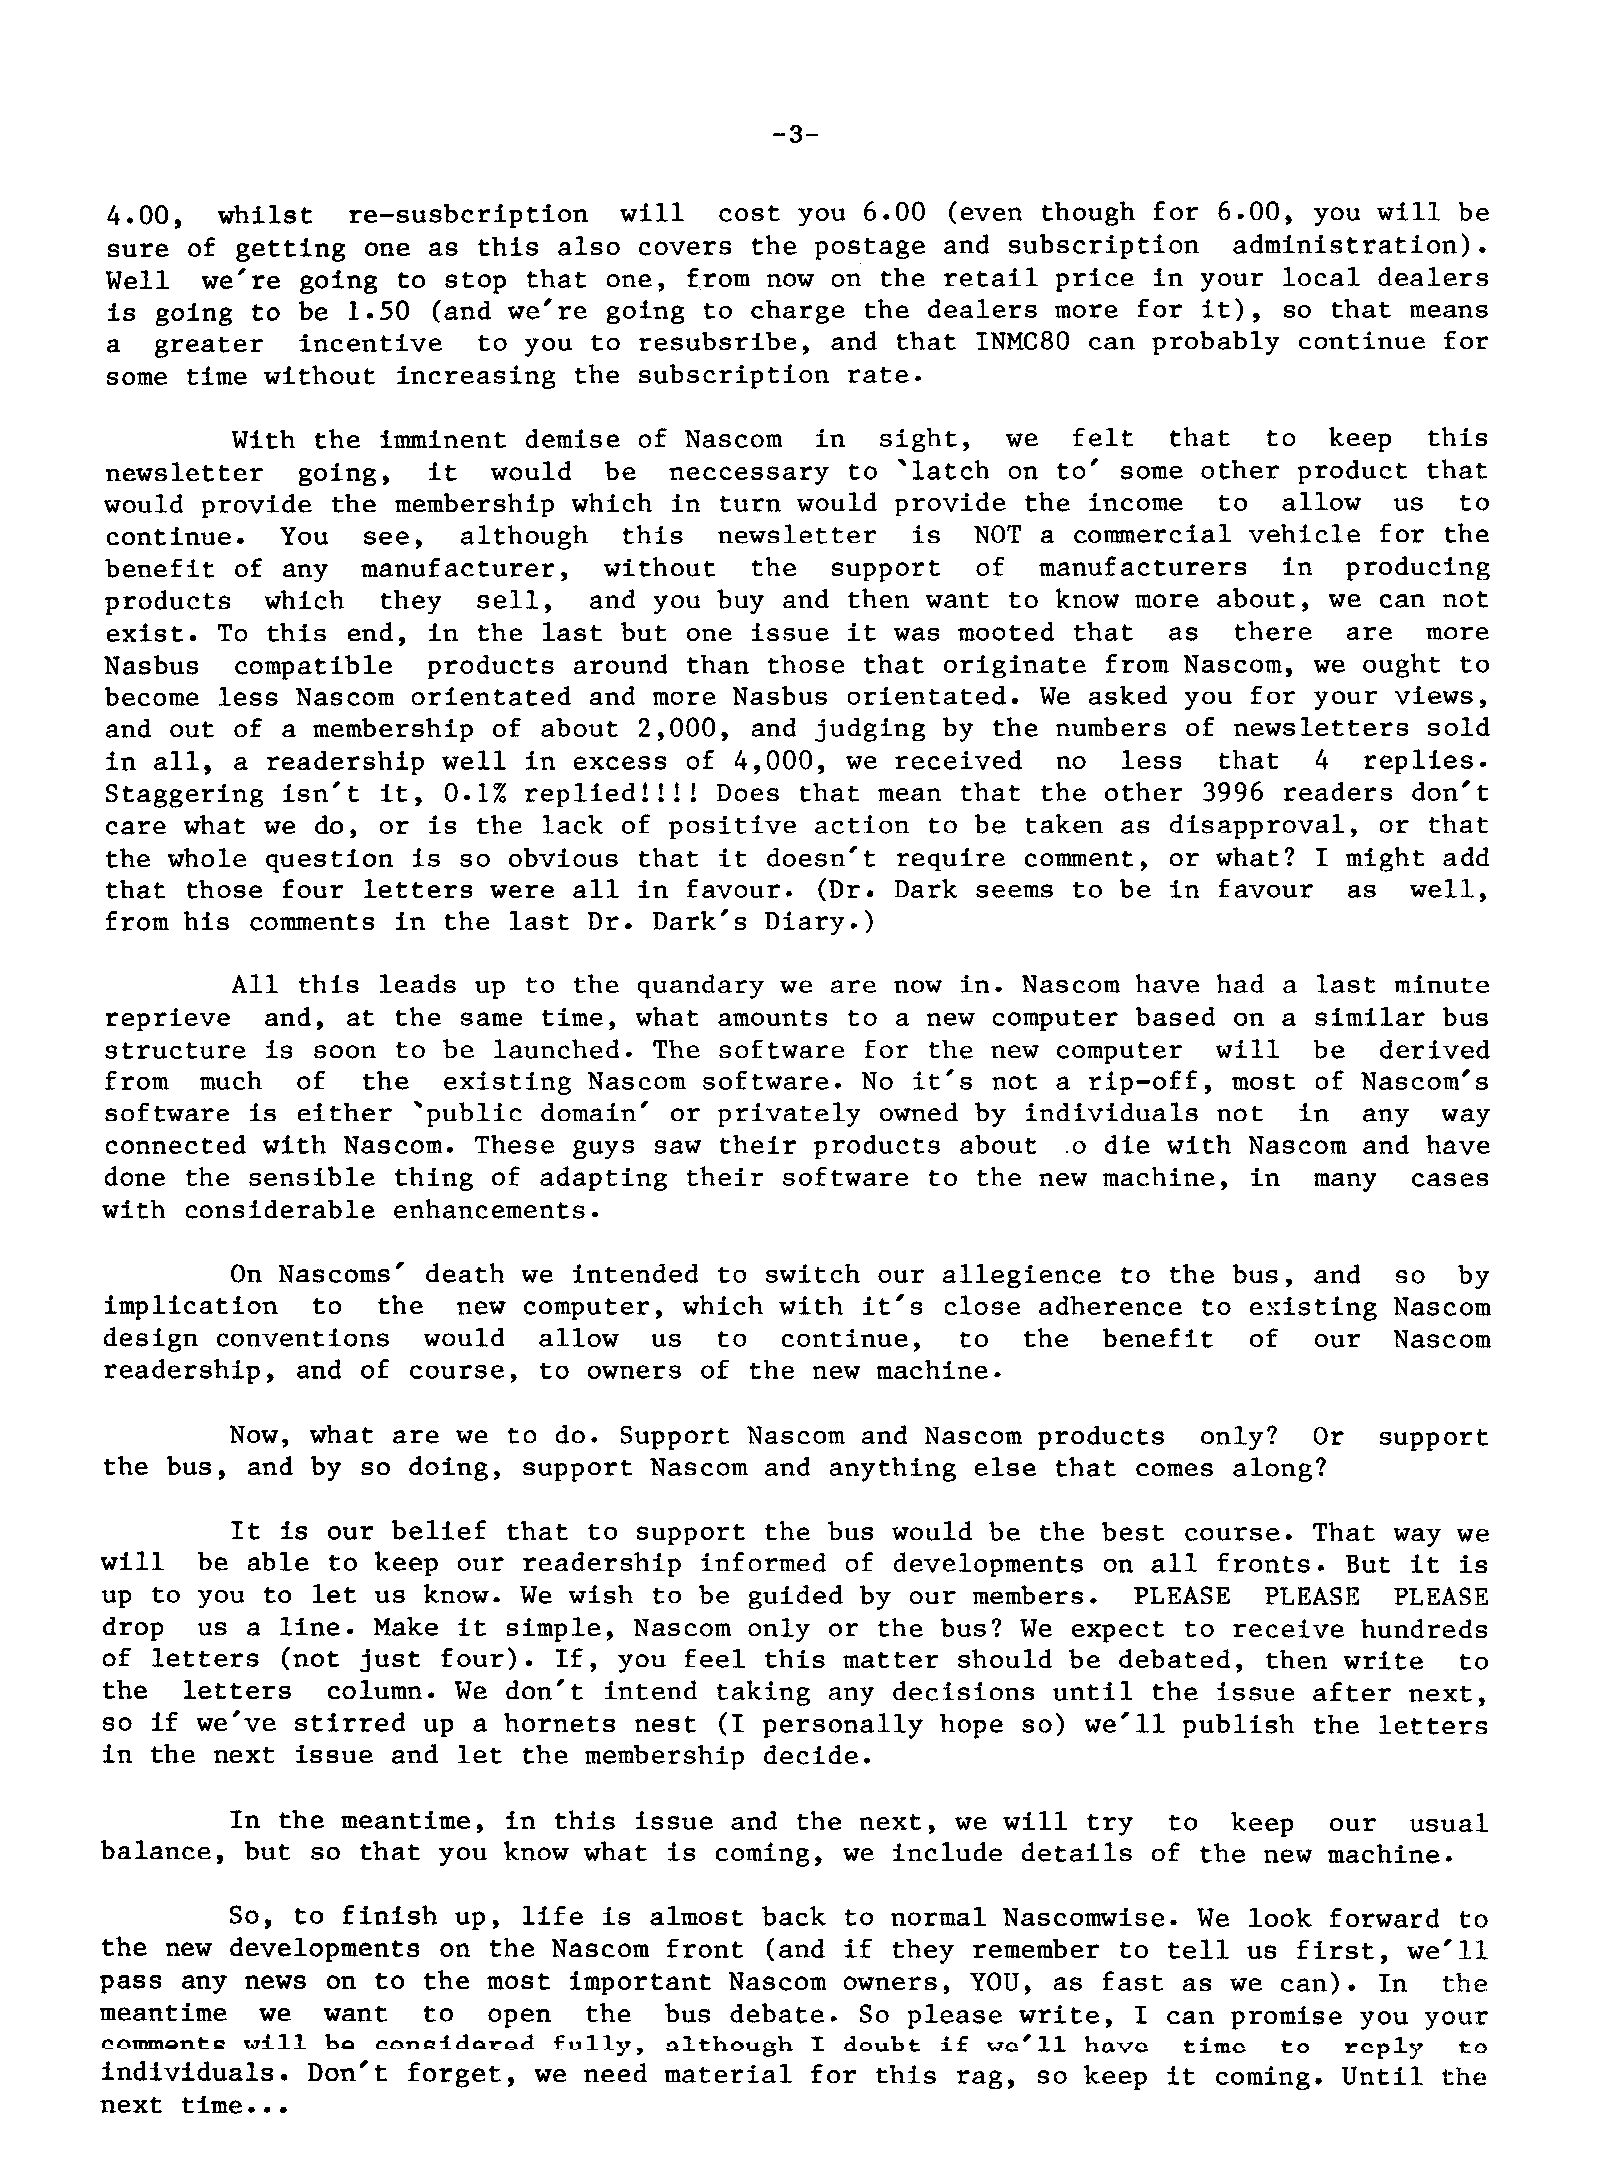 -3-
4.00, whilst re-susbcription will cost you 6.00 (even though for 6.00, you will be
sure of getting one as this also covers the postage and subscription administration).
Well we're going to stop that one, from now on the retail price in your local dealers
is going to be 1.50 (and we're going to charge the dealers more for it), so that means
a greater incentive to you to resubsribe, and that INMC80 can probably continue for
some time without increasing the subscription rate.
With the imminent demise of Nascom in sight, we felt that to keep this
newsletter going, it would be neccessary to `latch on to' some other product that
would provide the membership which in turn would provide the income to allow us to
continue. You see, although this newsletter is NOT a commercial vehicle for the
benefit of any manufacturer, without the support of manufacturers in producing
products which they sell, and you buy and then want to know more about, we can not
exist. To this end, in the last but one issue it was mooted that as there are more
Nasbus compatible products around than those that originate from Nascom, we ought to
become less Nascom orientated and more Nasbus orientated. We asked you for your views,
and out of a membership of about 2,000, and judging by the numbers of newsletters sold
in all, a readership well in excess of 4,000, we received no less that 4 replies.
Staggering isn't it, 0.1% replied!!!! Does that mean that the other 3996 readers don't
care what we do, or is the lack of positive action to be taken as disapproval, or that
the whole question is so obvious that it doesn't require comment, or what? I might add
that those four letters were all in favour. (Dr. Dark seems to be in favour as well,
from his comments in the last Dr. Dark's Diary.)
All this leads up to the quandary we are now in. Nascom have had a last minute
reprieve and, at the same time, what amounts to a new computer based on a similar bus
structure is soon to be launched. The software for the new computer will be derived
from much of the existing Nascom software. No it's not a rip-off, most of Nascom's
software is either `public domain' or privately owned by individuals not in any way
connected with Nascom. These guys saw their products about .o die with Nascom and have
done the sensible thing of adapting their software to the new machine, in many cases
with considerable enhancements.
On Nascoms' death we intended to switch our allegience to the bus, and so by
implication to the new computer, which with it's close adherence to existing Nascom
design conventions would allow us to continue, to the benefit of our Nascom
readership, and of course, to owners of the new machine.
Now, what are we to do. Support Nascom and Nascom products only? Or support
the bus, and by so doing, support Nascom and anything else that comes along?
It is our belief that to support the bus would be the best course. That way we
will be able to keep our readership informed of developments on all fronts. But it is
up to you to let us know. We wish to be guided by our members. PLEASE PLEASE PLEASE
drop us a line. Make it simple, Nascom only or the bus? We expect to receive hundreds
of letters (not just four). If, you feel this matter should be debated, then write to
the letters column. We don't intend taking any decisions until the issue after next,
so if we've stirred up a hornets nest (I personally hope so) we'll publish the letters
in the next issue and let the membership decide.
In the meantime, in this issue and the next, we will try to keep our usual
balance, but so that you know what is coming, we include details of the new machine.
So, to finish up, life is almost back to normal Nascomwise. We look forward to
the new developments on the Nascom front (and if they remember to tell us first, we'll
pass any news on to the most important Nascom owners, YOU, as fast as we can). In the
meantime we want to open the bus debate. So please write, I can promise you your
comments will be considered fully, although I doubt if we'll have time to reply to
individuals. Don't forget, we need material for this rag, so keep it coming. Until the
next time...